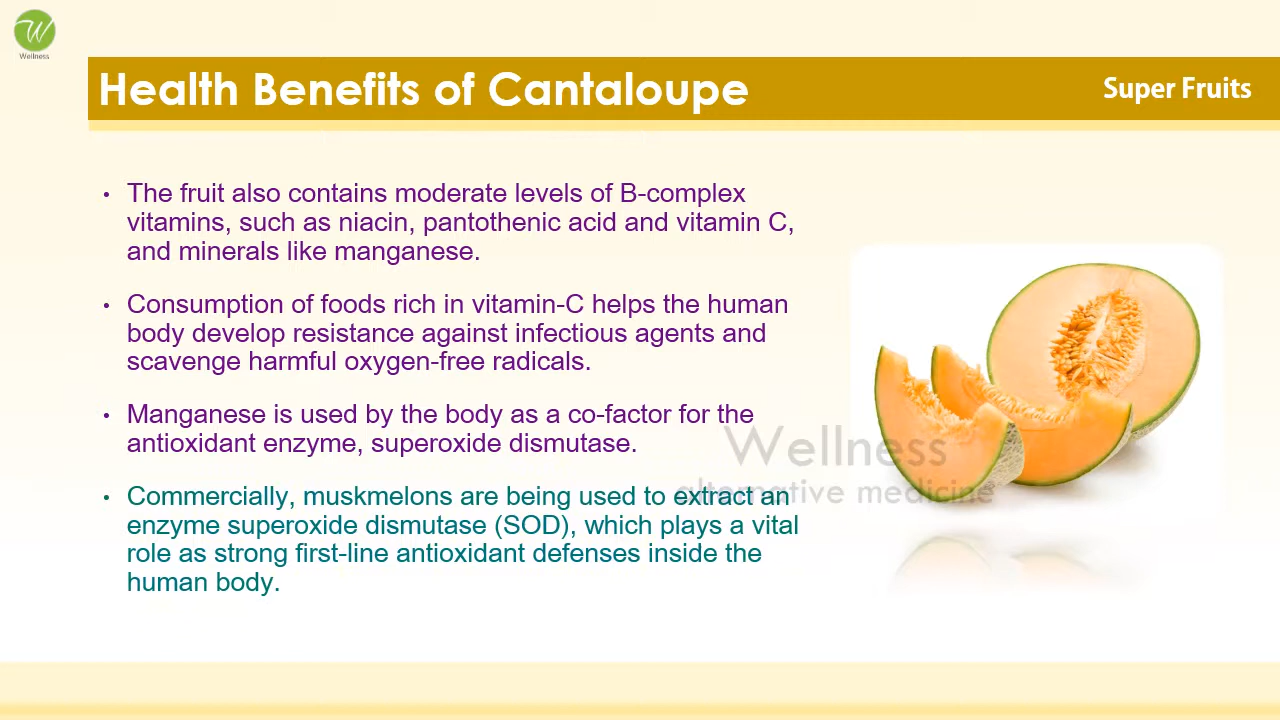 W
Wellness
Health Benefits of Cantaloupe
Super Fruits
• The fruit also contains moderate levels of B-complex
vitamins, such as niacin, pantothenic acid and vitamin C,
and minerals like manganese.
• Consumption of foods rich in vitamin-C helps the human
body develop resistance against infectious agents and
scavenge harmful oxygen-free radicals.
• Manganese is used by the body as a co-factor for the
antioxidant enzyme, superoxide dismutase.
• Commercially, muskmelons are being used to extract an
enzyme superoxide dismutase (SOD), which plays a vital
role as strong first-line antioxidant defenses inside the
human body.
Wellness
alternative medicine